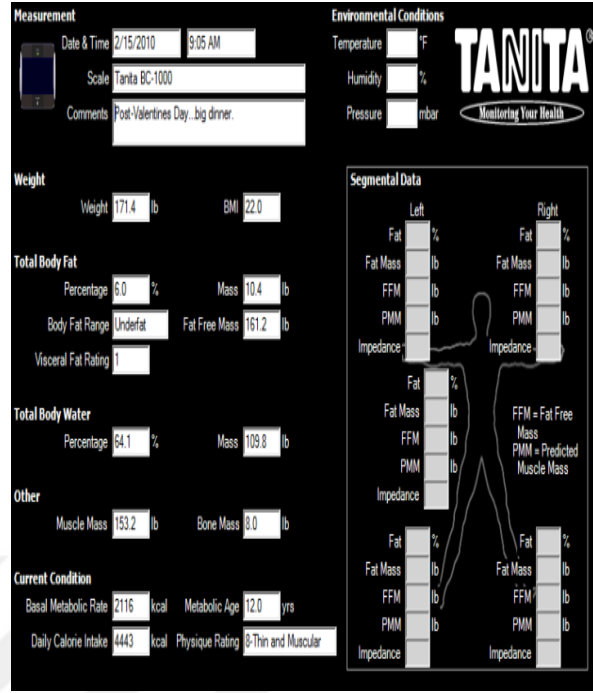 Measurement
Date & Time 2/15/2010 9:05 AM
Scale Tanita BC-1000
Comments Post-Valentines Day...big dinner.
Environmental Conditions
Temperature °F
Humidity %
Pressure mbar
TANITA®
Monitoring Your Health
Weight
Weight 171.4 lb BMI 22.0
Total Body Fat
Percentage 6.0 % Mass 10.4 lb
Body Fat Range Underfat Fat Free Mass 161.2 lb
Visceral Fat Rating 1
Total Body Water
Percentage 64.1 % Mass 109.8 lb
Other
Muscle Mass 153.2 lb Bone Mass 8.0 lb
Current Condition
Basal Metabolic Rate 2116 kcal Metabolic Age 12.0 yrs
Daily Calorie Intake 4443 kcal Physique Rating 8-Thin and Muscular
Segmental Data
Left Right
Fat % Fat %
Fat Mass lb Fat Mass lb
FFM lb FFM lb
PMM lb PMM lb
Impedance Impedance
Fat %
Fat Mass lb
FFM lb
PMM lb
Impedance
FFM = Fat Free
Mass
PMM = Predicted
Muscle Mass
Fat % Fat %
Fat Mass lb Fat Mass lb
FFM lb FFM lb
PMM lb PMM lb
Impedance Impedance